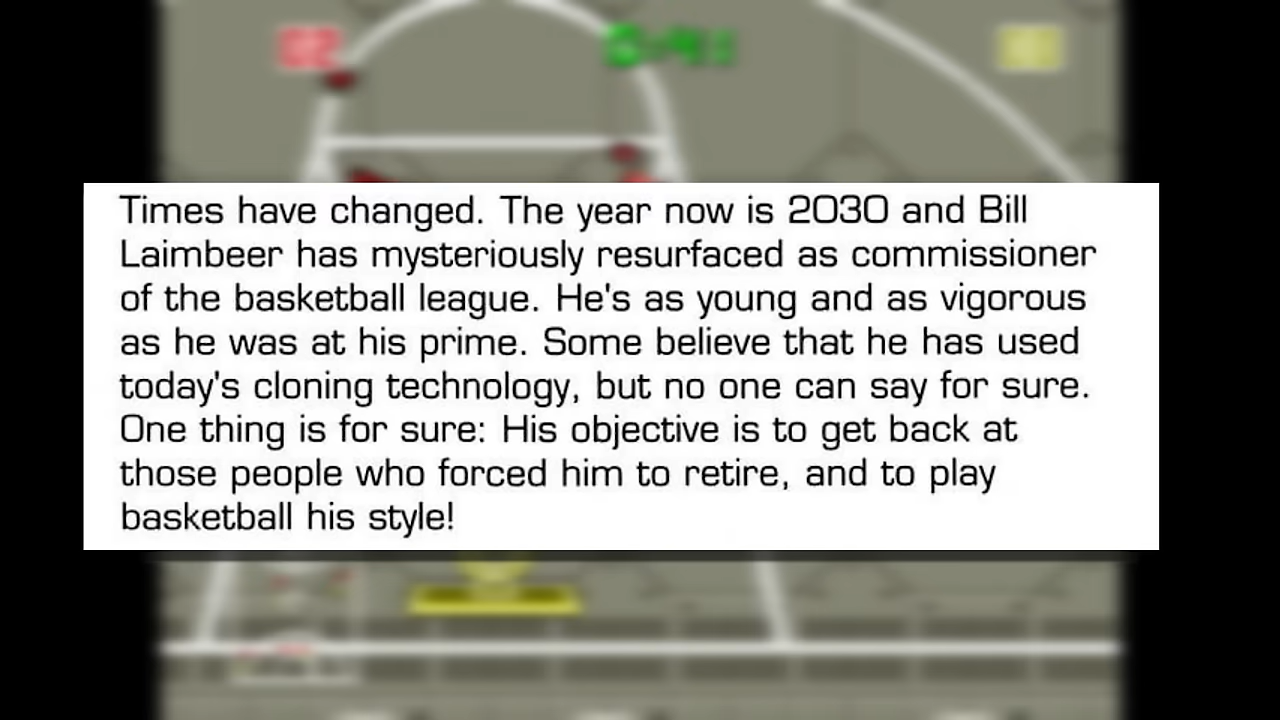 Times have changed. The year now is 2030 and Bill
Laimbeer has mysteriously resurfaced as commissioner
of the basketball league. He's as young and as vigorous
as he was at his prime. Some believe that he has used
today's cloning technology, but no one can say for sure.
One thing is for sure: His objective is to get back at
those people who forced him to retire, and to play
basketball his style!